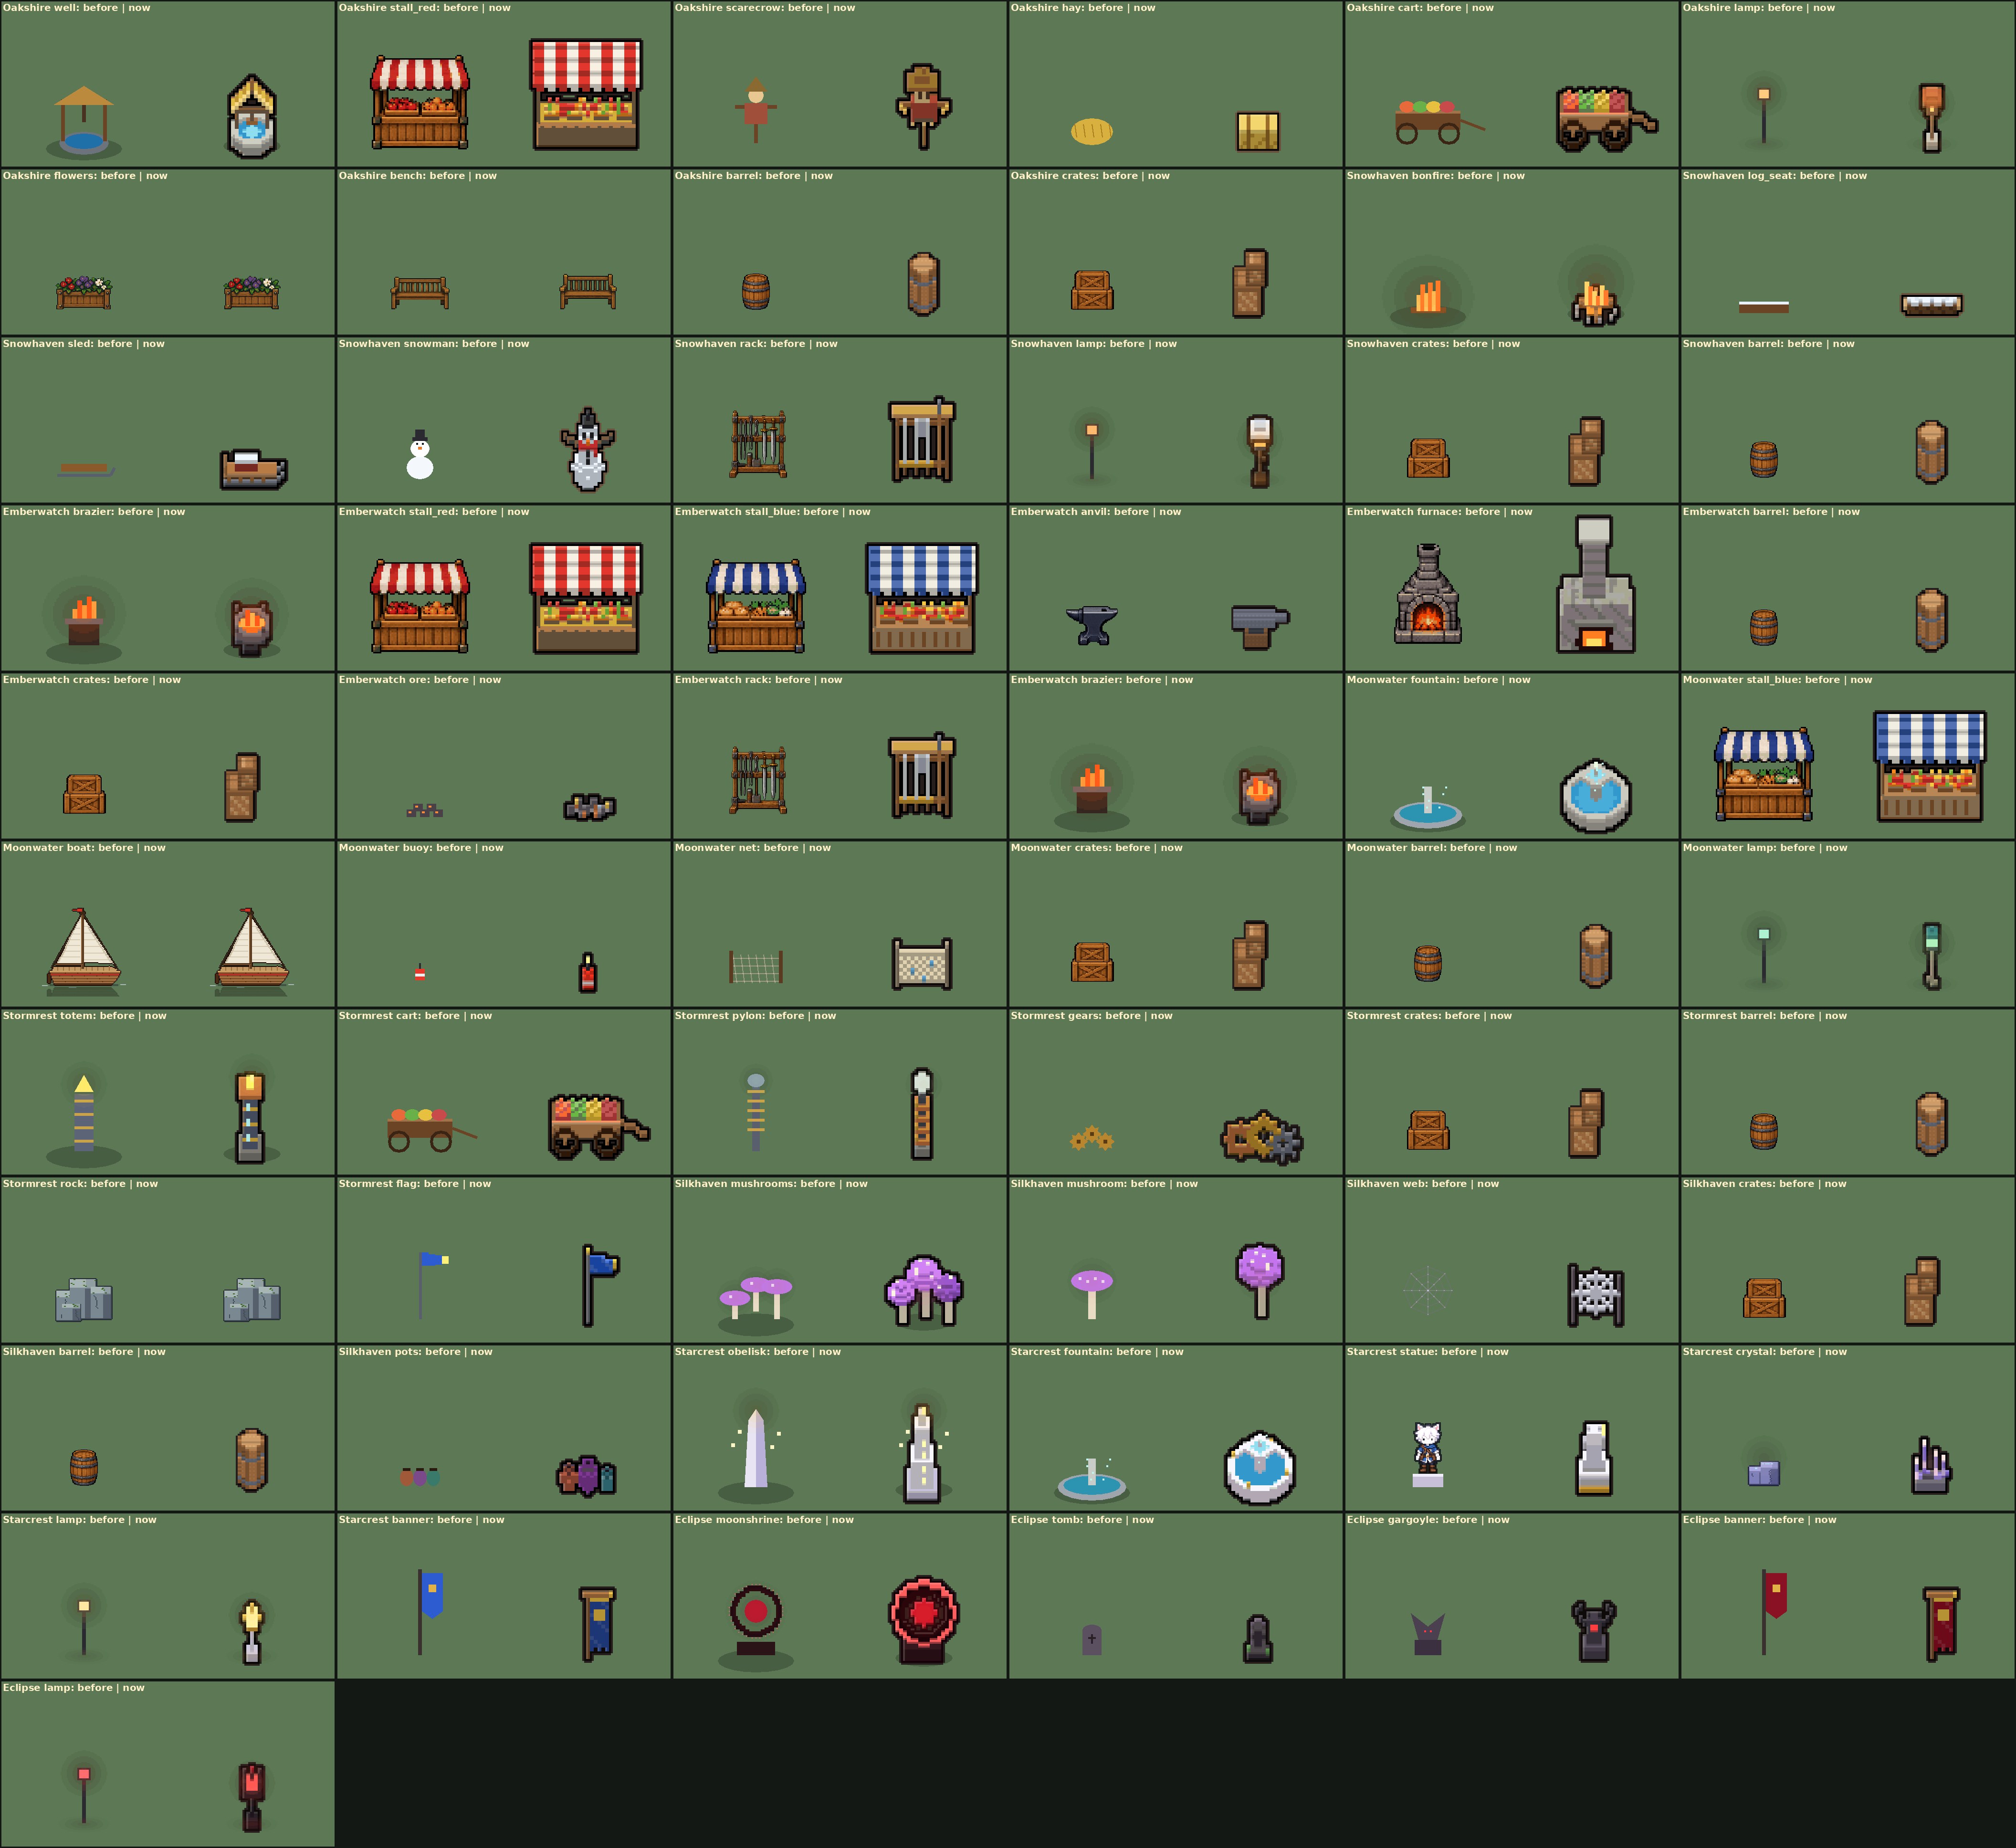 Oakshire well: before | now
Oakshire stall_red: before | now
Oakshire scarecrow: before | now
Oakshire hay: before | now
Oakshire cart: before | now
Oakshire lamp: before | now
Oakshire flowers: before | now
Oakshire bench: before | now
Oakshire barrel: before | now
Oakshire crates: before | now
Snowhaven bonfire: before | now
Snowhaven log_seat: before | now
Snowhaven sled: before | now
Snowhaven snowman: before | now
Snowhaven rack: before | now
Snowhaven lamp: before | now
Snowhaven crates: before | now
Snowhaven barrel: before | now
Emberwatch brazier: before | now
Emberwatch stall_red: before | now
Emberwatch stall_blue: before | now
Emberwatch anvil: before | now
Emberwatch furnace: before | now
Emberwatch barrel: before | now
Emberwatch crates: before | now
Emberwatch ore: before | now
Emberwatch rack: before | now
Emberwatch brazier: before | now
Moonwater fountain: before | now
Moonwater stall_blue: before | now
Moonwater boat: before | now
Moonwater buoy: before | now
Moonwater net: before | now
Moonwater crates: before | now
Moonwater barrel: before | now
Moonwater lamp: before | now
Stormrest totem: before | now
Stormrest cart: before | now
Stormrest pylon: before | now
Stormrest gears: before | now
Stormrest crates: before | now
Stormrest barrel: before | now
Stormrest rock: before | now
Stormrest flag: before | now
Silkhaven mushrooms: before | now
Silkhaven mushroom: before | now
Silkhaven web: before | now
Silkhaven crates: before | now
Silkhaven barrel: before | now
Silkhaven pots: before | now
Starcrest obelisk: before | now
Starcrest fountain: before | now
Starcrest statue: before | now
Starcrest crystal: before | now
Starcrest lamp: before | now
Starcrest banner: before | now
Eclipse moonshrine: before | now
Eclipse tomb: before | now
Eclipse gargoyle: before | now
Eclipse banner: before | now
Eclipse lamp: before | now